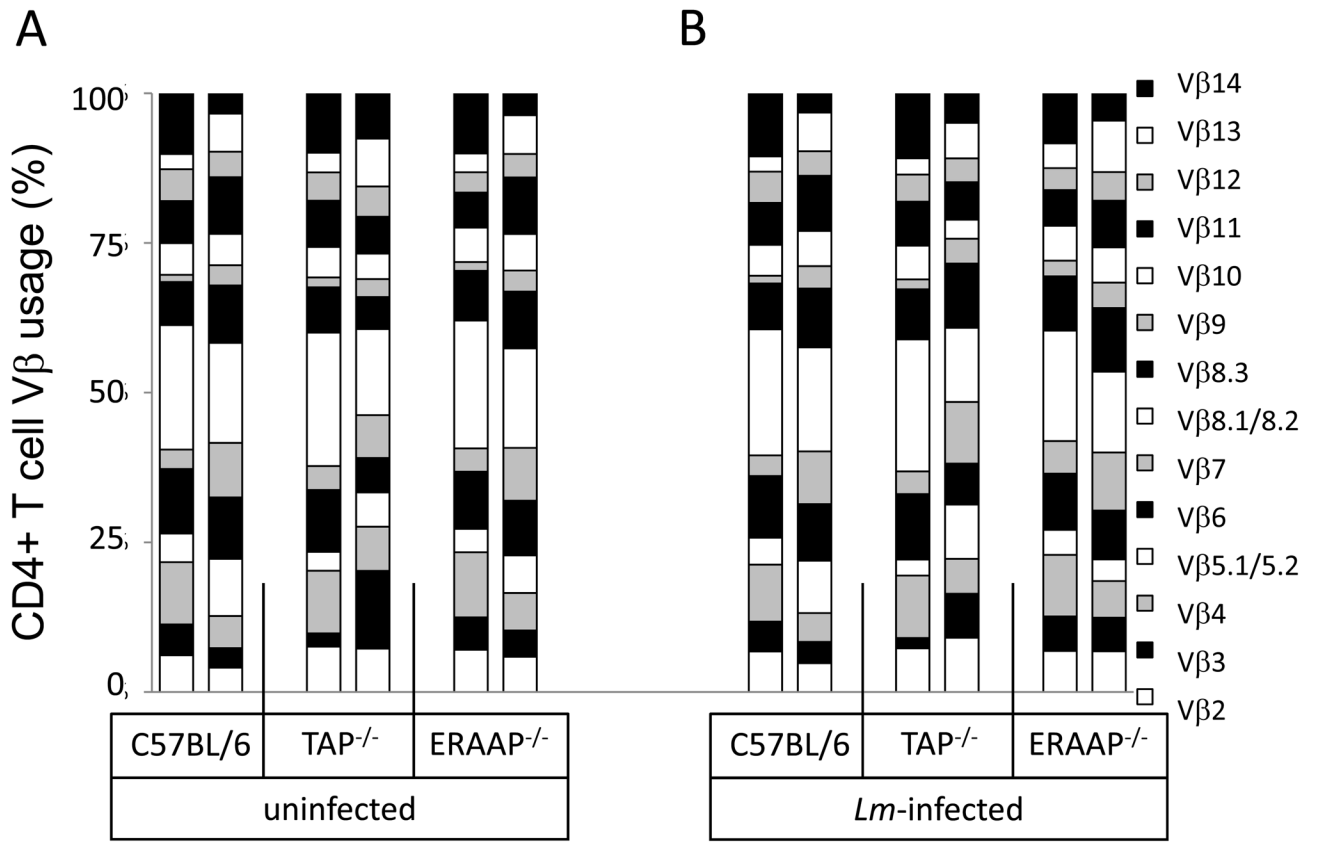 A
B
CD4+ T cell Vβ usage (%)
100
75
50
25
0
Vβ14
Vβ13
Vβ12
Vβ11
Vβ10
Vβ9
Vβ8.3
Vβ8.1/8.2
Vβ7
Vβ6
Vβ5.1/5.2
Vβ4
Vβ3
Vβ2
C57BL/6 TAP-/- ERAAP-/-
uninfected
C57BL/6 TAP-/- ERAAP-/-
Lm-infected